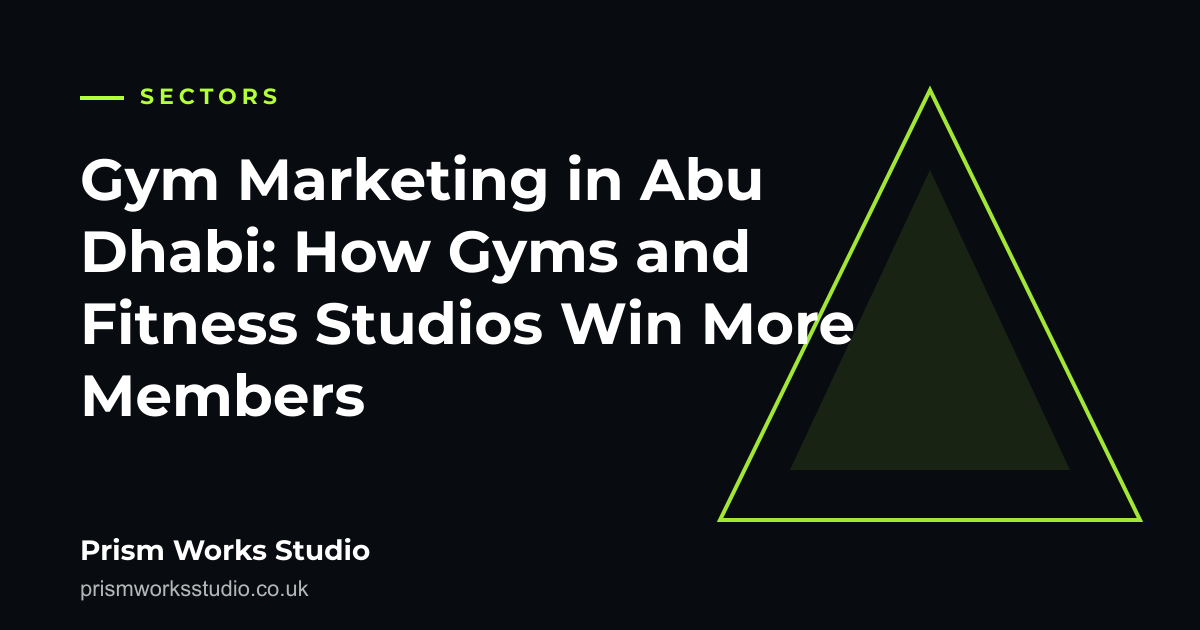 SECTORS
Gym Marketing in Abu
Dhabi: How Gyms and
Fitness Studios Win More
Members
Prism Works Studio
prismworksstudio.co.uk